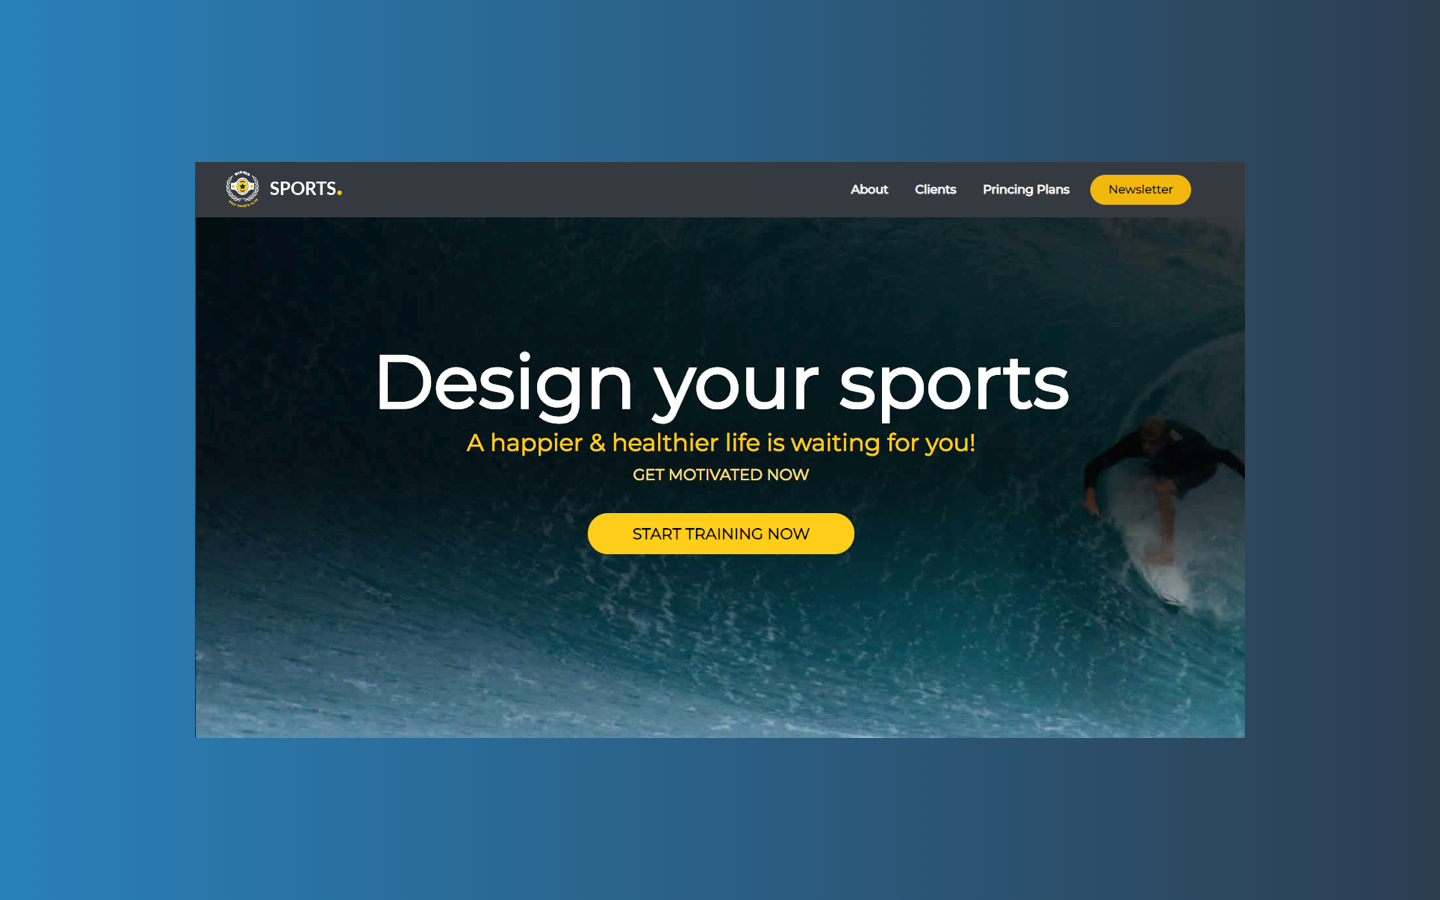 SPORTS.
About
Clients
Princing Plans
Newsletter
Design your sports
A happier & healthier life is waiting for you!
GET MOTIVATED NOW
START TRAINING NOW